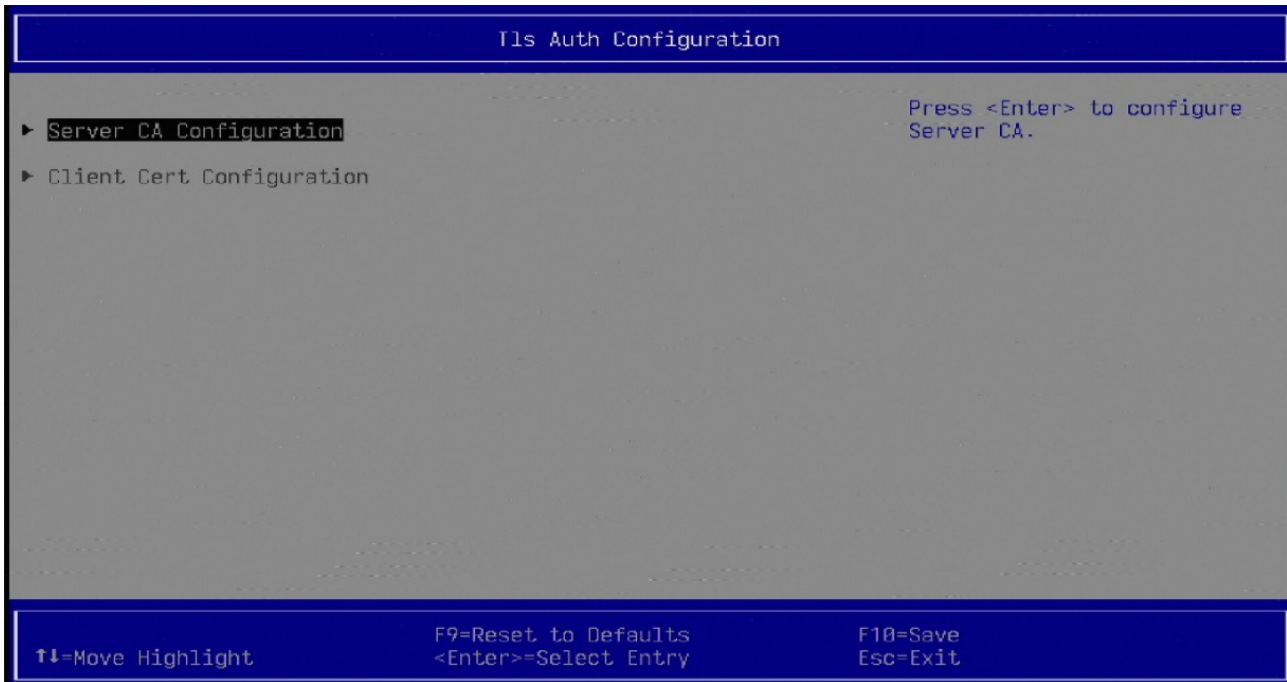 Tls Auth Configuration
Press <Enter> to configure
Server CA.
► Server CA Configuration
► Client Cert Configuration
F9=Reset to Defaults
F10=Save
↑↓=Move Highlight
<Enter>=Select Entry
Esc=Exit